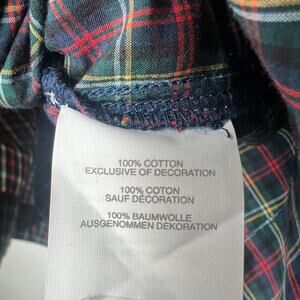 100% COTTON
EXCLUSIVE OF DECORATION
100% COTON
SAUF DÉCORATION
100% BAUMWOLLE
AUSGENOMMEN DEKORATION